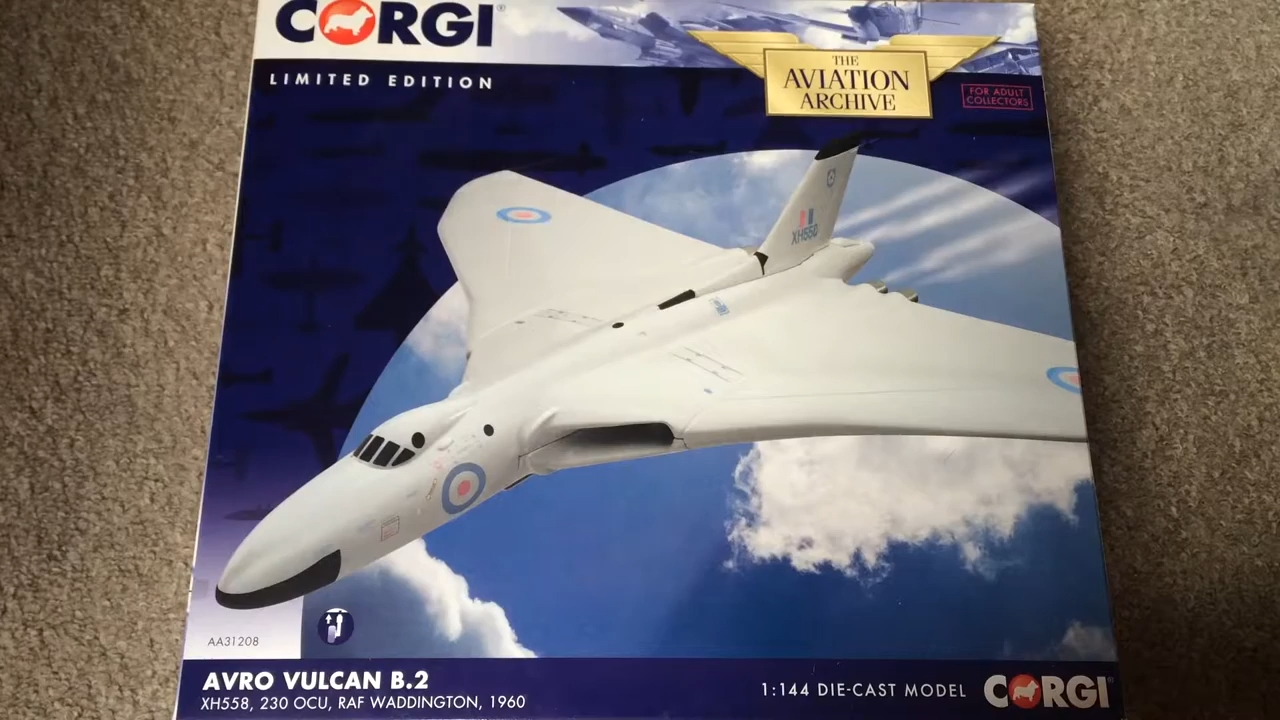 CORGI®
LIMITED EDITION
THE
AVIATION
ARCHIVE
FOR ADULT
COLLECTORS
XH558
AA31208
AVRO VULCAN B.2
XH558, 230 OCU, RAF WADDINGTON, 1960
1:144 DIE-CAST MODEL
CORGI®